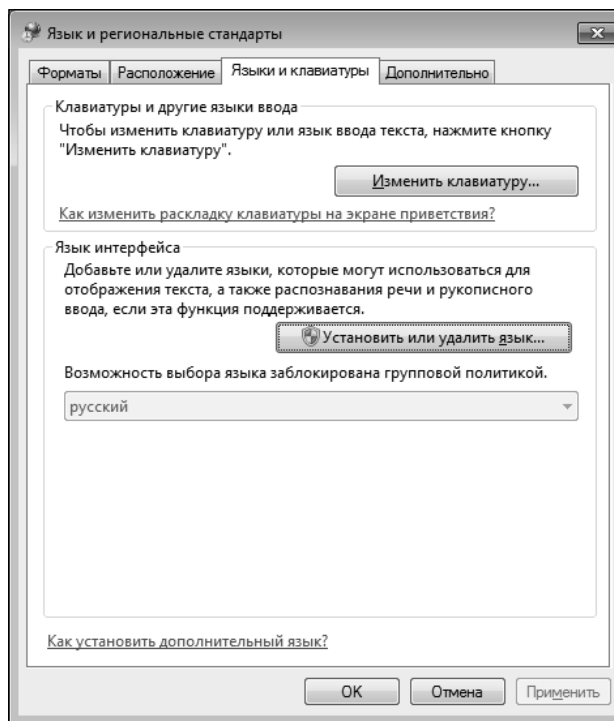 Язык и региональные стандарты
Форматы
Расположение
Языки и клавиатуры
Дополнительно
Клавиатуры и другие языки ввода
Чтобы изменить клавиатуру или язык ввода текста, нажмите кнопку
"Изменить клавиатуру".
Изменить клавиатуру...
Как изменить раскладку клавиатуры на экране приветствия?
Язык интерфейса
Добавьте или удалите языки, которые могут использоваться для
отображения текста, а также распознавания речи и рукописного
ввода, если эта функция поддерживается.
Установить или удалить язык...
Возможность выбора языка заблокирована групповой политикой.
русский
Как установить дополнительный язык?
OK
Отмена
Применить